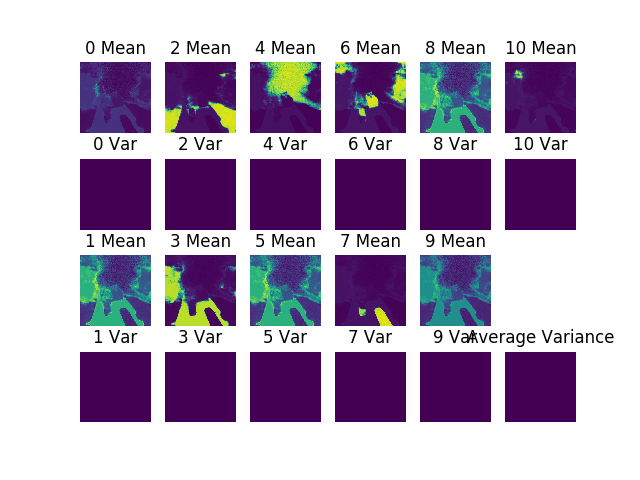 0 Mean 2 Mean 4 Mean 6 Mean 8 Mean 10 Mean
0 Var 2 Var 4 Var 6 Var 8 Var 10 Var
1 Mean 3 Mean 5 Mean 7 Mean 9 Mean
1 Var 3 Var 5 Var 7 Var 9 Var Average Variance